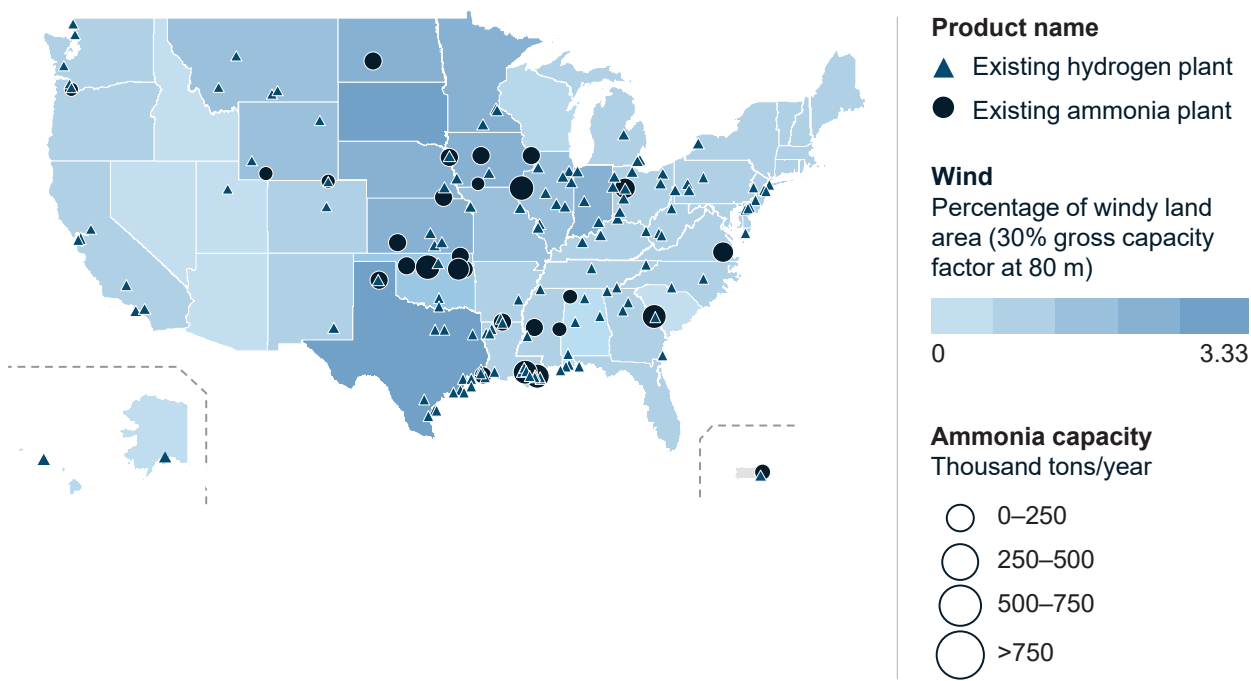 Product name
Existing hydrogen plant
Existing ammonia plant
Wind
Percentage of windy land
area (30% gross capacity
factor at 80 m)
0 3.33
Ammonia capacity
Thousand tons/year
0–250
250–500
500–750
>750